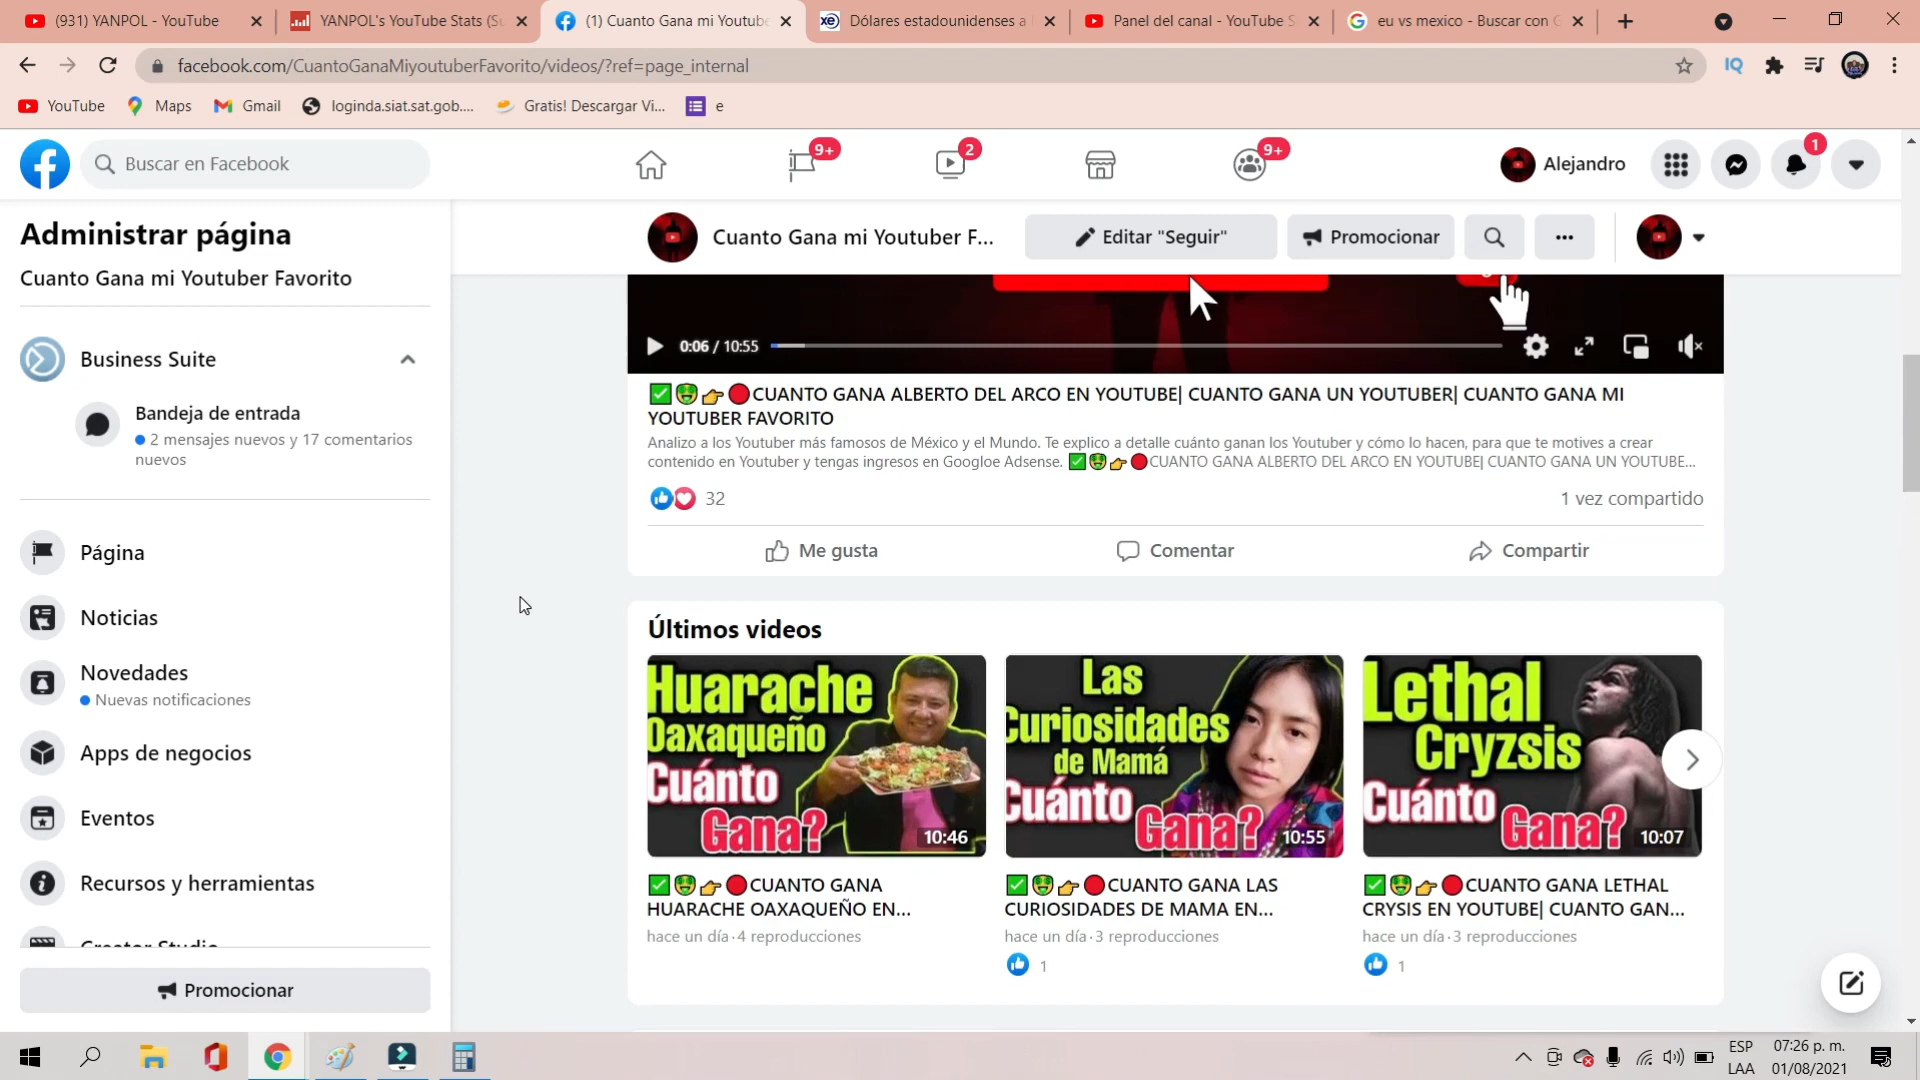 (931) YANPOL - YouTube
YANPOL's YouTube Stats (Su
(1) Cuanto Gana mi Youtube
xe Dólares estadounidenses a
Panel del canal - YouTube S
eu vs mexico - Buscar con G
facebook.com/CuantoGanaMiyoutuberFavorito/videos/?ref=page_internal
IQ
YouTube
Maps
Gmail
loginda.siat.sat.gob....
Gratis! Descargar Vi...
e
Buscar en Facebook
9+
2
9+
Alejandro
1
Administrar página
Cuanto Gana mi Youtuber Favorito
Business Suite
Bandeja de entrada
2 mensajes nuevos y 17 comentarios
nuevos
Página
Noticias
Novedades
Nuevas notificaciones
Apps de negocios
Eventos
Recursos y herramientas
Creator Studio
Promocionar
Cuanto Gana mi Youtuber F...
Editar "Seguir"
Promocionar
0:06 / 10:55
✅🤑👉🔴CUANTO GANA ALBERTO DEL ARCO EN YOUTUBE| CUANTO GANA UN YOUTUBER| CUANTO GANA MI
YOUTUBER FAVORITO
Analizo a los Youtuber más famosos de México y el Mundo. Te explico a detalle cuánto ganan los Youtuber y cómo lo hacen, para que te motives a crear
contenido en Youtuber y tengas ingresos en Googloe Adsense. ✅🤑👉🔴CUANTO GANA ALBERTO DEL ARCO EN YOUTUBE| CUANTO GANA UN YOUTUBE...
32
1 vez compartido
Me gusta
Comentar
Compartir
Últimos videos
Huarache
Oaxaqueño
Cuánto
Gana?
10:46
✅🤑👉🔴CUANTO GANA
HUARACHE OAXAQUEÑO EN...
hace un día·4 reproducciones
Las
Curiosidades
de Mamá
Cuánto
Gana?
10:55
✅🤑👉🔴CUANTO GANA LAS
CURIOSIDADES DE MAMA EN...
hace un día·3 reproducciones
1
Lethal
Cryzsis
Cuánto
Gana?
10:07
✅🤑👉🔴CUANTO GANA LETHAL
CRYSIS EN YOUTUBE| CUANTO GAN...
hace un día·3 reproducciones
1
ESP
LAA
07:26 p. m.
01/08/2021